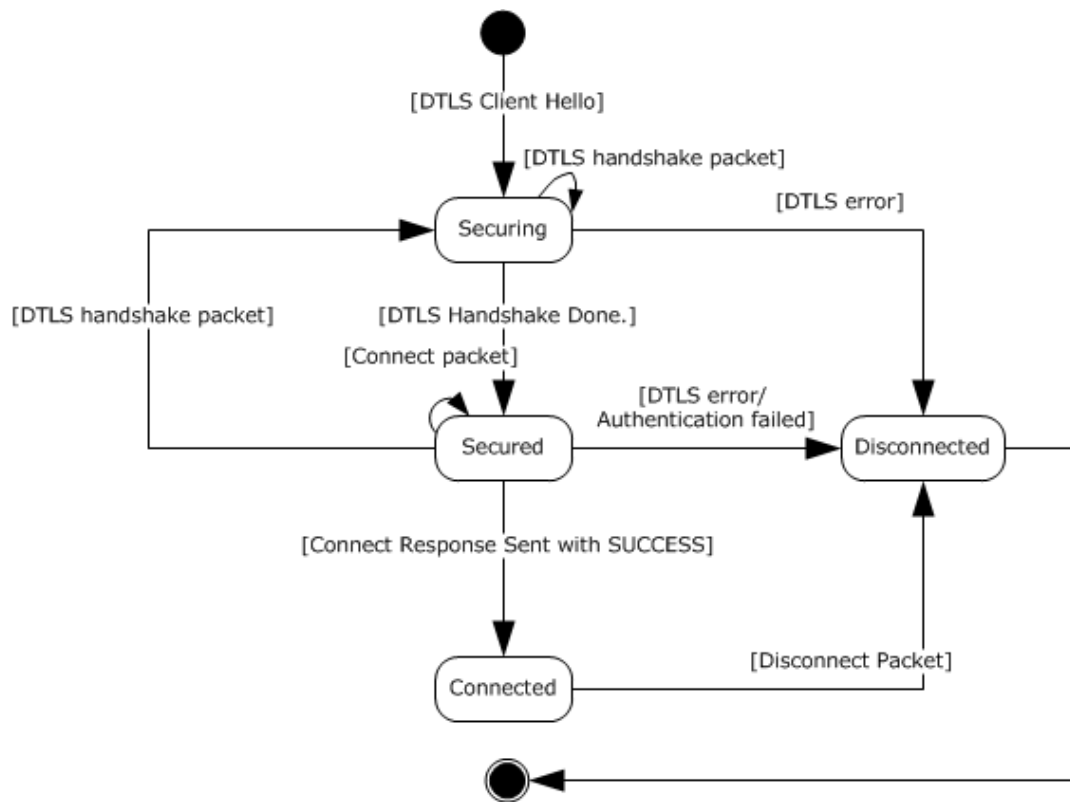 [DTLS Client Hello]
[DTLS handshake packet]
[DTLS error]
Securing
[DTLS handshake packet]
[DTLS Handshake Done.]
[Connect packet]
[DTLS error/
Authentication failed]
Secured
Disconnected
[Connect Response Sent with SUCCESS]
[Disconnect Packet]
Connected